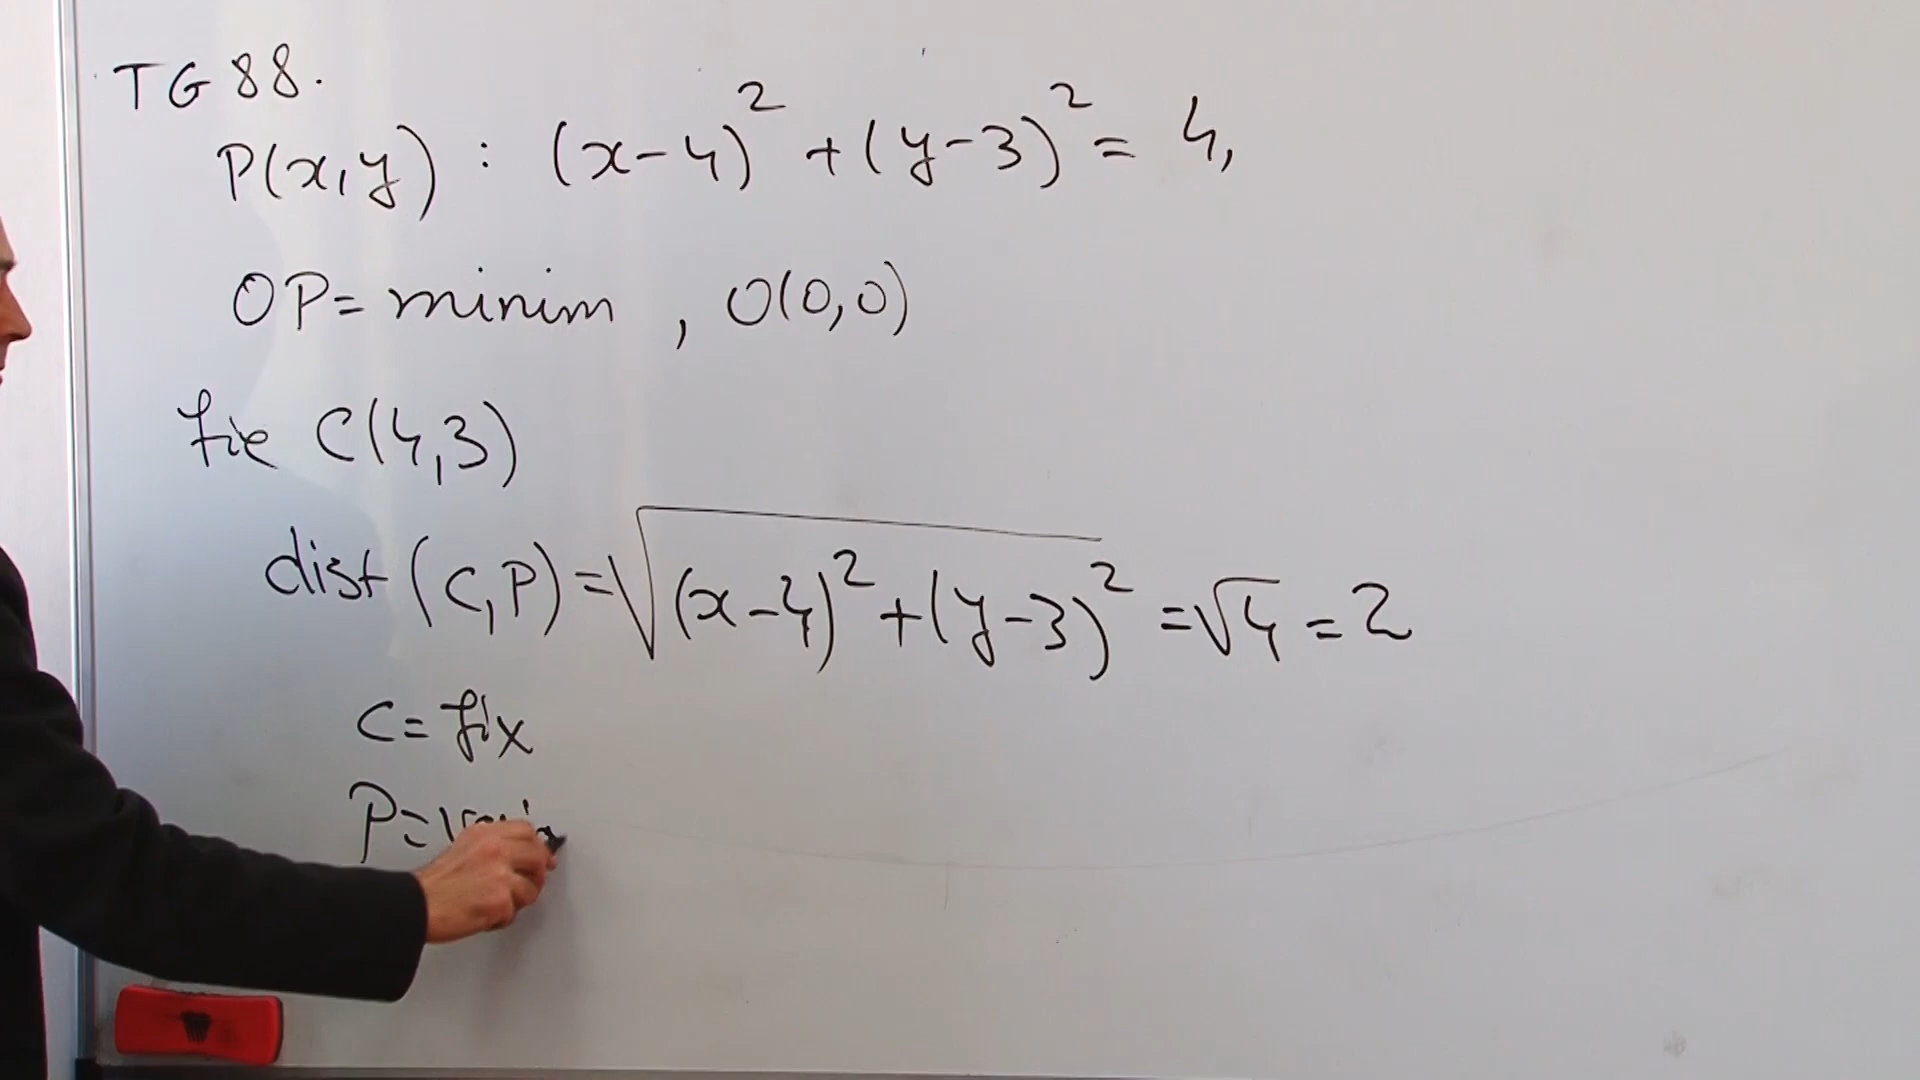 TG 88.
P(x,y) : (x-4)² + (y-3)² = 4,
OP = minim , O(0,0)
fie C(4,3)
dist (C,P) = √((x-4)² + (y-3)²) = √4 = 2
C = fix
P =